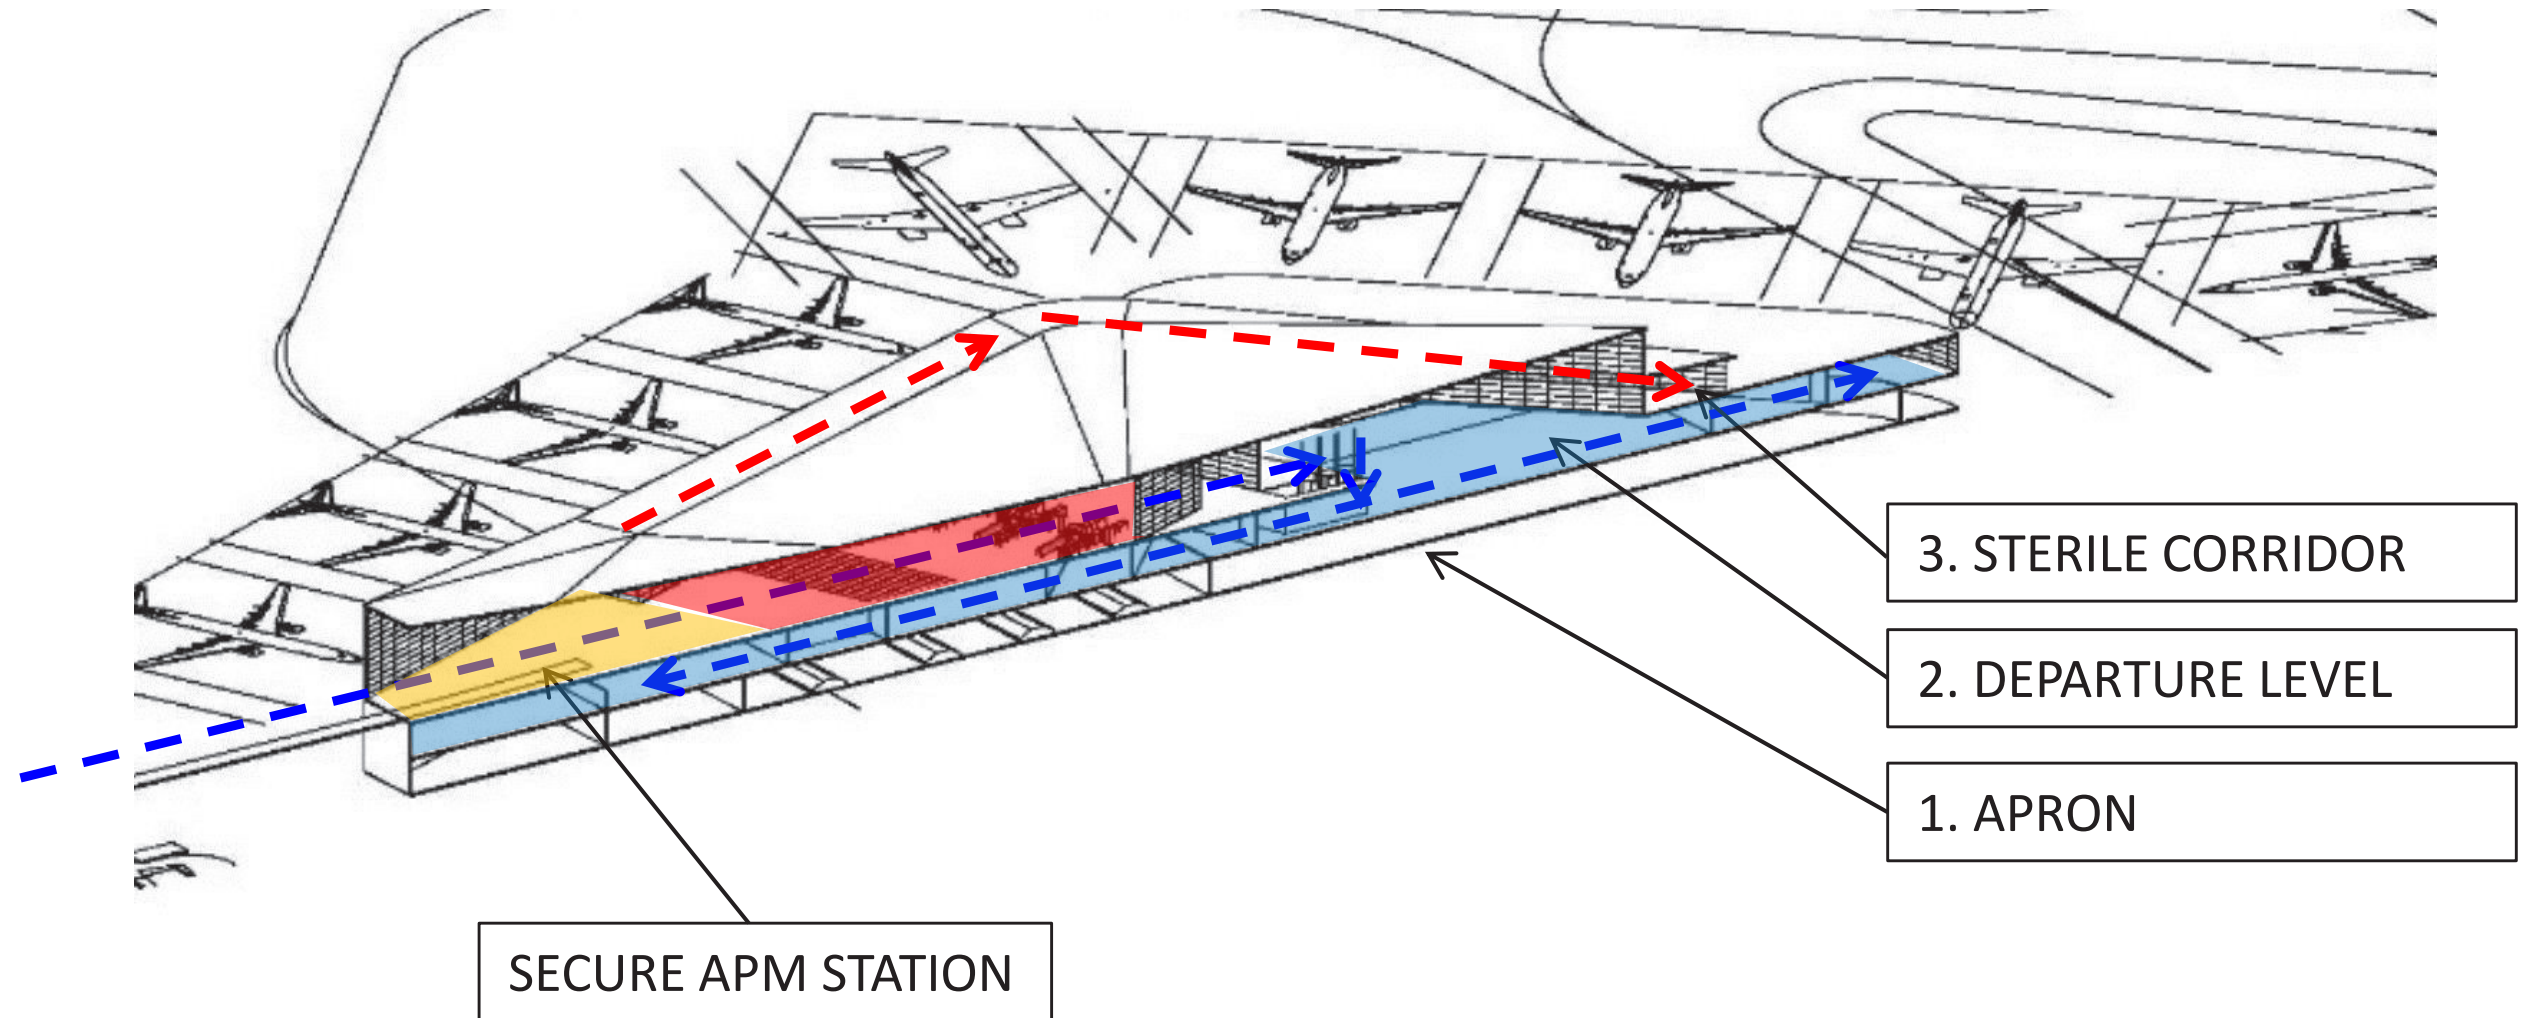 3. STERILE CORRIDOR
2. DEPARTURE LEVEL
1. APRON
SECURE APM STATION